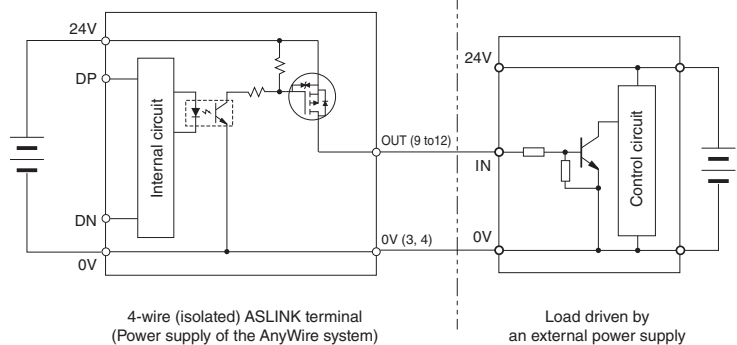 24V
DP
Internal circuit
DN
0V
OUT (9 to12)
0V (3, 4)
4-wire (isolated) ASLINK terminal
(Power supply of the AnyWire system)
24V
IN
Control circuit
0V
Load driven by
an external power supply